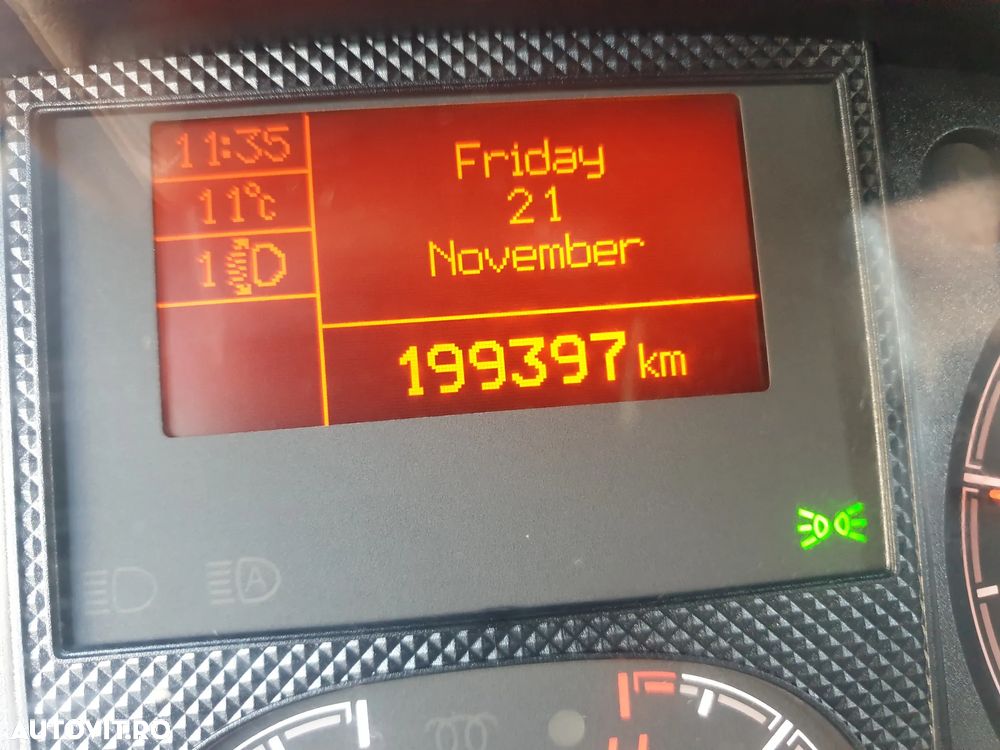 11:35
11°C
1
Friday
21
November
199397 km
A
AUTOVIT.RO